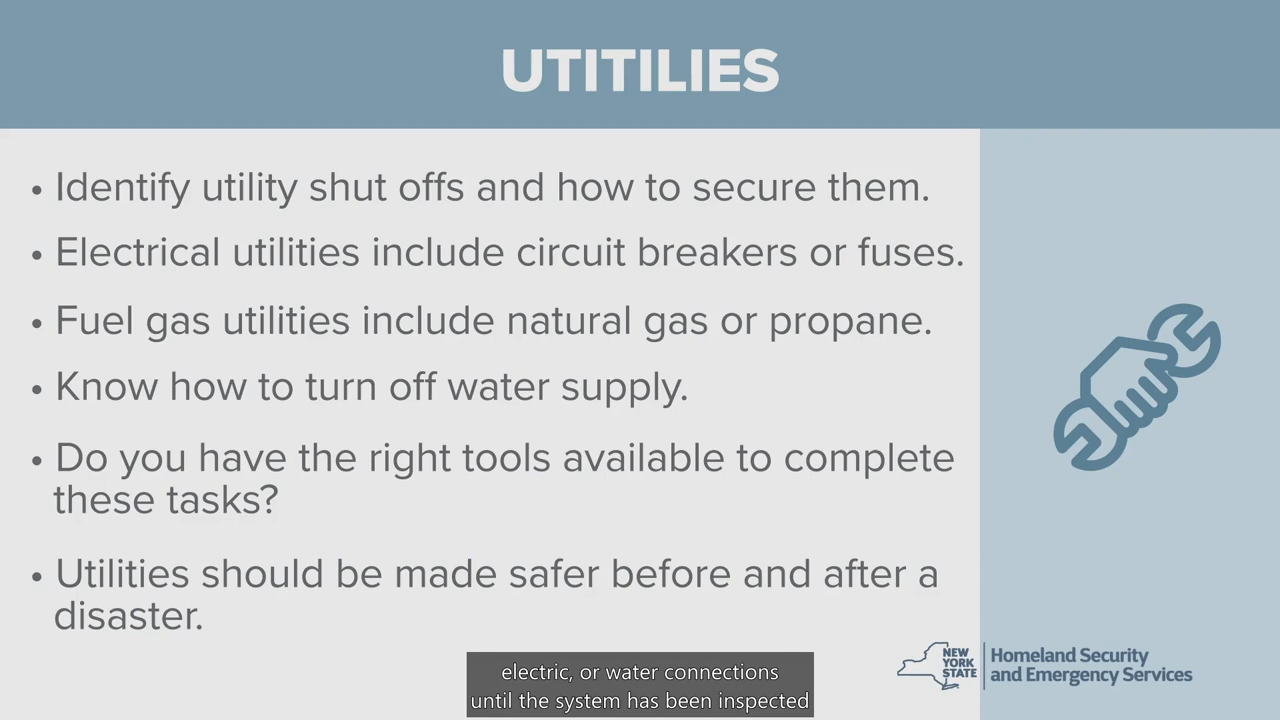 UTITILIES
• Identify utility shut offs and how to secure them.
• Electrical utilities include circuit breakers or fuses.
• Fuel gas utilities include natural gas or propane.
• Know how to turn off water supply.
• Do you have the right tools available to complete
these tasks?
• Utilities should be made safer before and after a
disaster.
NEW
YORK
STATE
Homeland Security
and Emergency Services
electric, or water connections
until the system has been inspected